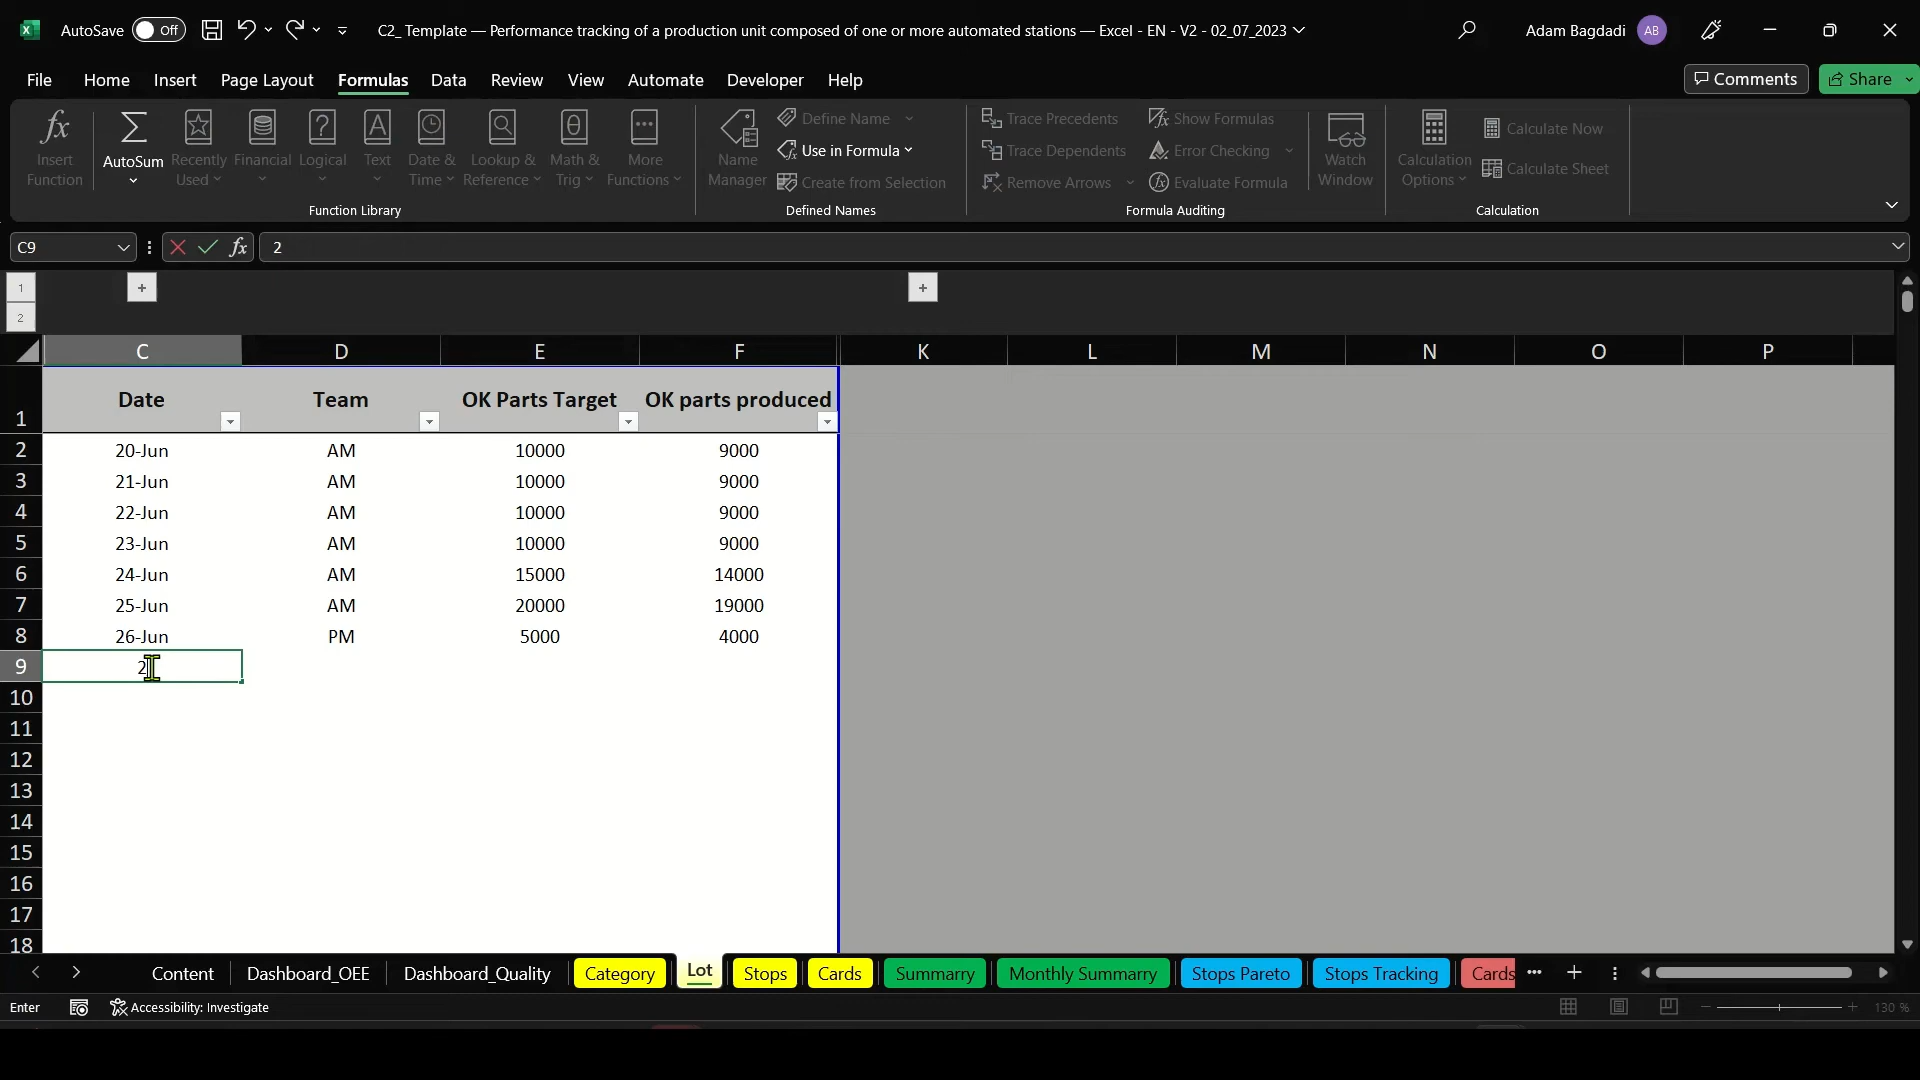 AutoSave Off C2_ Template — Performance tracking of a production unit composed of one or more automated stations — Excel - EN - V2 - 02_07_2023 Adam Bagdadi AB
File Home Insert Page Layout Formulas Data Review View Automate Developer Help Comments Share
Insert Function
AutoSum
Recently Used
Financial
Logical
Text
Date & Time
Lookup & Reference
Math & Trig
More Functions
Function Library
Name Manager
Define Name
Use in Formula
Create from Selection
Defined Names
Trace Precedents
Trace Dependents
Remove Arrows
Show Formulas
Error Checking
Evaluate Formula
Formula Auditing
Watch Window
Calculation Options
Calculate Now
Calculate Sheet
Calculation
C9 fx 2
1
2
C D E F K L M N O P
1 Date Team OK Parts Target OK parts produced
2 20-Jun AM 10000 9000
3 21-Jun AM 10000 9000
4 22-Jun AM 10000 9000
5 23-Jun AM 10000 9000
6 24-Jun AM 15000 14000
7 25-Jun AM 20000 19000
8 26-Jun PM 5000 4000
9 2
10
11
12
13
14
15
16
17
18
Content Dashboard_OEE Dashboard_Quality Category Lot Stops Cards Summarry Monthly Summarry Stops Pareto Stops Tracking Cards
Enter Accessibility: Investigate 130 %